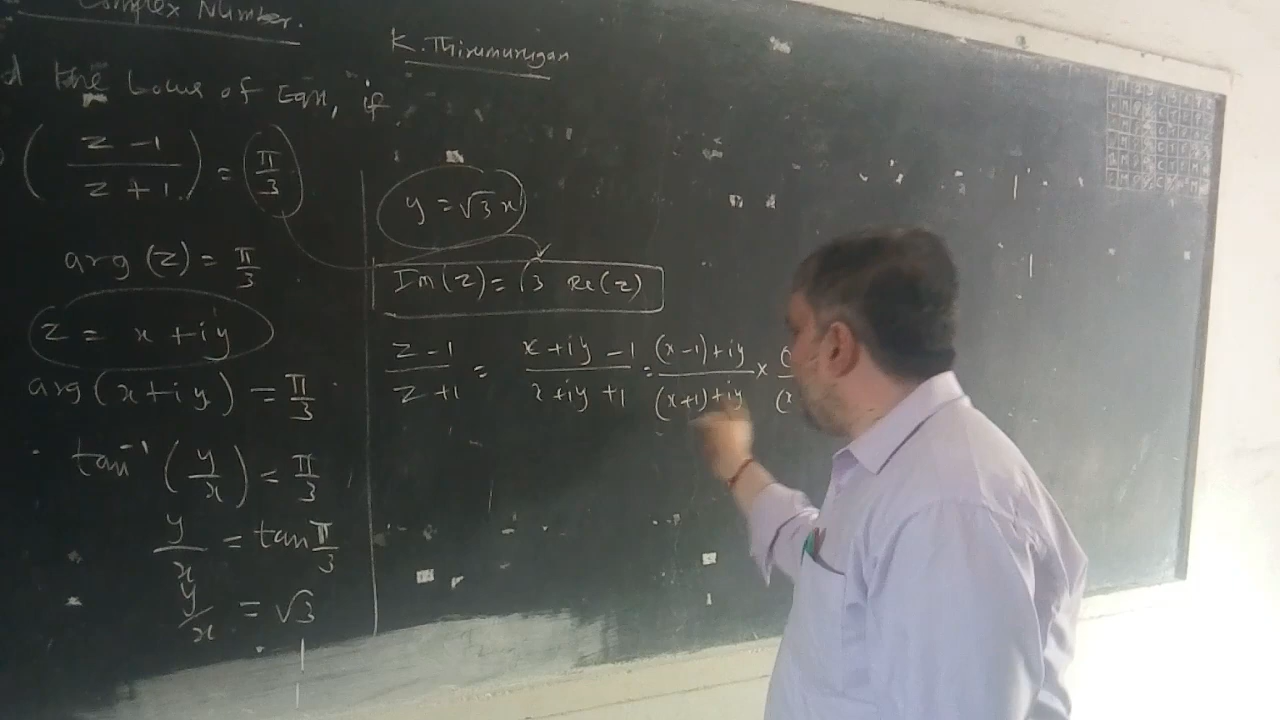 Complex Number.
K. Thirumurugan
the Locus of Eqn, if
( z - 1 / z + 1 ) = π/3
arg (z) = π/3
z = x + iy
arg (x + iy) = π/3
tan⁻¹ (y/x) = π/3
y/x = tan π/3
y/x = √3
y = √3 x
Im(z) = √3 Re(z)
z - 1 / z + 1 = x + iy - 1 / x + iy + 1 = (x - 1) + iy / (x + 1) + iy ×